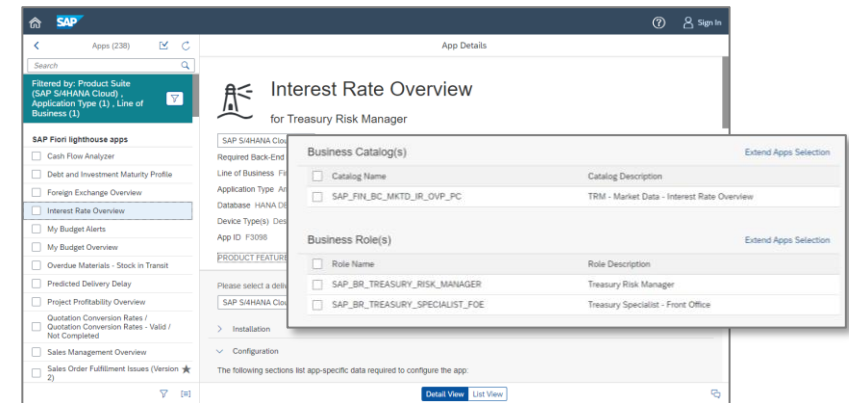 SAP
Sign In
Apps (238)
App Details
Search
Filtered by: Product Suite
(SAP S/4HANA Cloud) ,
Application Type (1) , Line of
Business (1)
SAP Fiori lighthouse apps
Cash Flow Analyzer
Debt and Investment Maturity Profile
Foreign Exchange Overview
Interest Rate Overview
My Budget Alerts
My Budget Overview
Overdue Materials - Stock in Transit
Predicted Delivery Delay
Project Profitability Overview
Quotation Conversion Rates /
Quotation Conversion Rates - Valid /
Not Completed
Sales Management Overview
Sales Order Fulfillment Issues (Version
2)
Interest Rate Overview
for Treasury Risk Manager
SAP S/4HANA
Required Back-End
Line of Business
Application Type
Database HANA
Device Type(s)
App ID F3098
PRODUCT
Please select a
SAP S/4HANA
Installation
Configuration
The following sections list app-specific data required to configure the app:
Detail View List View
Business Catalog(s)
Extend Apps Selection
Catalog Name Catalog Description
SAP_FIN_BC_MKTD_IR_OVP_PC TRM - Market Data - Interest Rate Overview
Business Role(s)
Extend Apps Selection
Role Name Role Description
SAP_BR_TREASURY_RISK_MANAGER Treasury Risk Manager
SAP_BR_TREASURY_SPECIALIST_FOE Treasury Specialist - Front Office